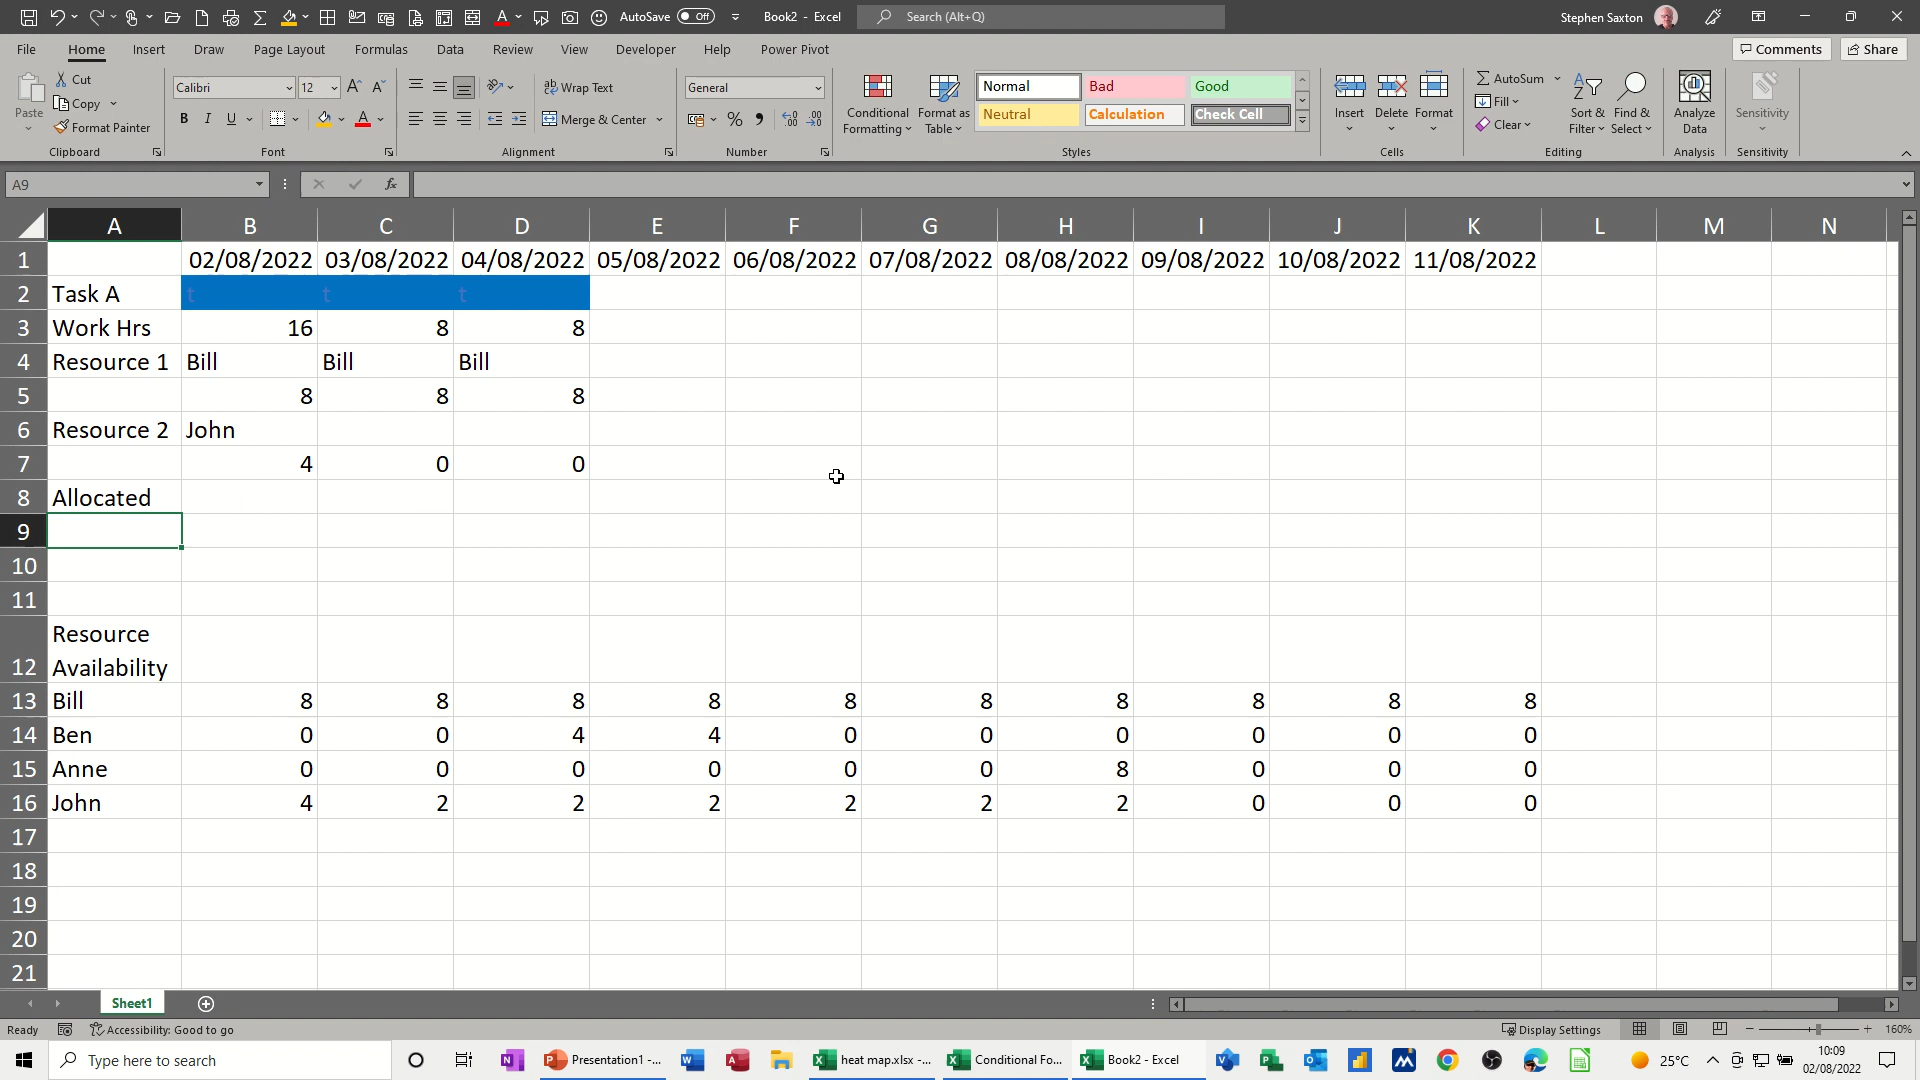 AutoSave Off Book2 - Excel Search (Alt+Q) Stephen Saxton
File Home Insert Draw Page Layout Formulas Data Review View Developer Help Power Pivot Comments Share
Paste Cut Copy Format Painter
Calibri 12
B I U A A
Wrap Text
Merge & Center
General
Conditional Formatting Format as Table
Normal Bad Good
Neutral Calculation Check Cell
Insert Delete Format
AutoSum Fill Clear
Sort & Filter Find & Select
Analyze Data Sensitivity
Clipboard Font Alignment Number Styles Cells Editing Analysis Sensitivity
A9 fx
A B C D E F G H I J K L M N
1 02/08/2022 03/08/2022 04/08/2022 05/08/2022 06/08/2022 07/08/2022 08/08/2022 09/08/2022 10/08/2022 11/08/2022
2 Task A t t t
3 Work Hrs 16 8 8
4 Resource 1 Bill Bill Bill
5 8 8 8
6 Resource 2 John
7 4 0 0
8 Allocated
9
10
11
Resource
12 Availability
13 Bill 8 8 8 8 8 8 8 8 8 8
14 Ben 0 0 4 4 0 0 0 0 0 0
15 Anne 0 0 0 0 0 0 8 0 0 0
16 John 4 2 2 2 2 2 2 0 0 0
17
18
19
20
21
Sheet1
Ready Accessibility: Good to go Display Settings 160%
Type here to search Presentation1 -... heat map.xlsx -... Conditional Fo... Book2 - Excel 25°C 10:09
02/08/2022